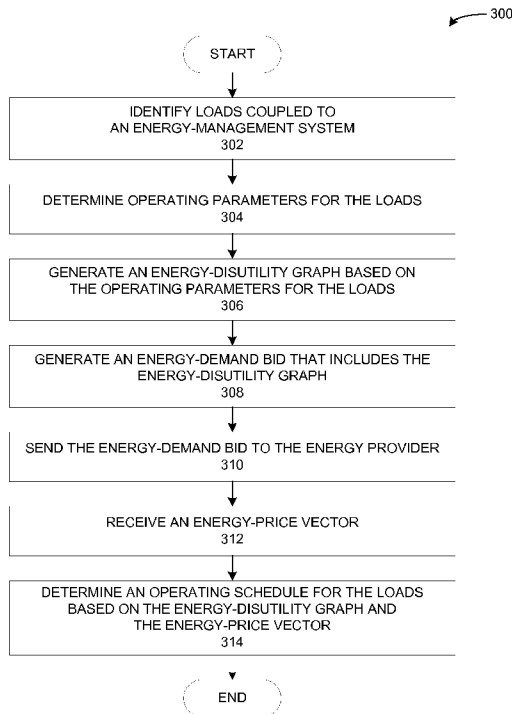 300
START
IDENTIFY LOADS COUPLED TO
AN ENERGY-MANAGEMENT SYSTEM
302
DETERMINE OPERATING PARAMETERS FOR THE LOADS
304
GENERATE AN ENERGY-DISUTILITY GRAPH BASED ON
THE OPERATING PARAMETERS FOR THE LOADS
306
GENERATE AN ENERGY-DEMAND BID THAT INCLUDES THE
ENERGY-DISUTILITY GRAPH
308
SEND THE ENERGY-DEMAND BID TO THE ENERGY PROVIDER
310
RECEIVE AN ENERGY-PRICE VECTOR
312
DETERMINE AN OPERATING SCHEDULE FOR THE LOADS
BASED ON THE ENERGY-DISUTILITY GRAPH AND
THE ENERGY-PRICE VECTOR
314
END